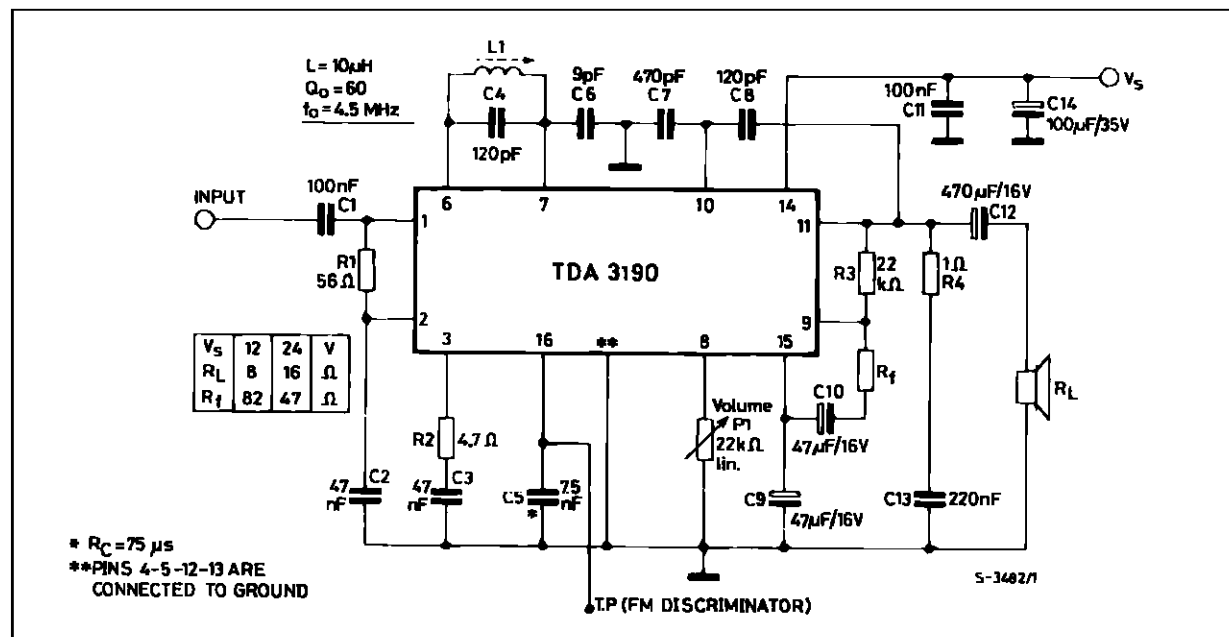 L = 10μH
Q₀ = 60
f₀ = 4.5 MHz
L1
C4
120pF
9pF
C6
470pF
C7
120pF
C8
100nF
C11
C14
100μF/35V
Vs
INPUT
100nF
C1
R1
56Ω
6
7
10
14
1
2
3
16
**
8
15
9
11
TDA 3190
470μF/16V
C12
R3
22
kΩ
1Ω
R4
Rf
RL
Vs 12 24 V
RL 8 16 Ω
Rf 82 47 Ω
R2
4.7Ω
47
nF
C2
47
nF
C3
C5
*
7.5
nF
Volume
P1
22kΩ
lin.
C10
47μF/16V
C9
47μF/16V
C13
220nF
* RC = 75 μs
**PINS 4-5-12-13 ARE
CONNECTED TO GROUND
T.P (FM DISCRIMINATOR)
S-3482/1